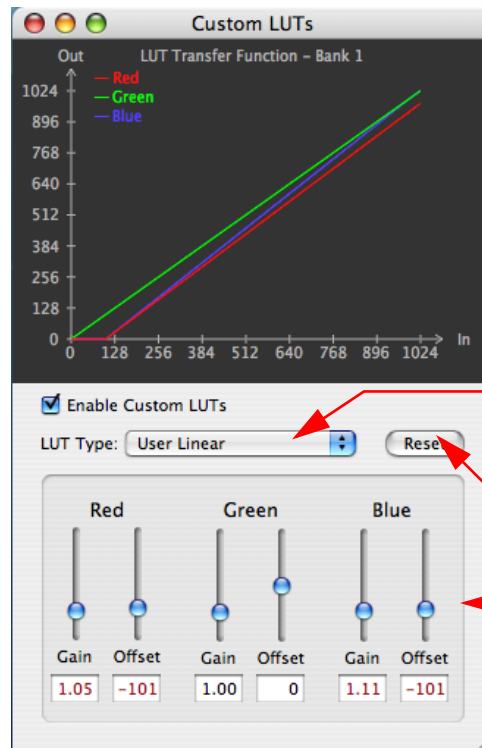 Custom LUTs
Out LUT Transfer Function – Bank 1
Red
Green
Blue
1024
896
768
640
512
384
256
128
0
0 128 256 384 512 640 768 896 1024 In
Enable Custom LUTs
LUT Type: User Linear Rese
Red Green Blue
Gain Offset Gain Offset Gain Offset
1.05 -101 1.00 0 1.11 -101